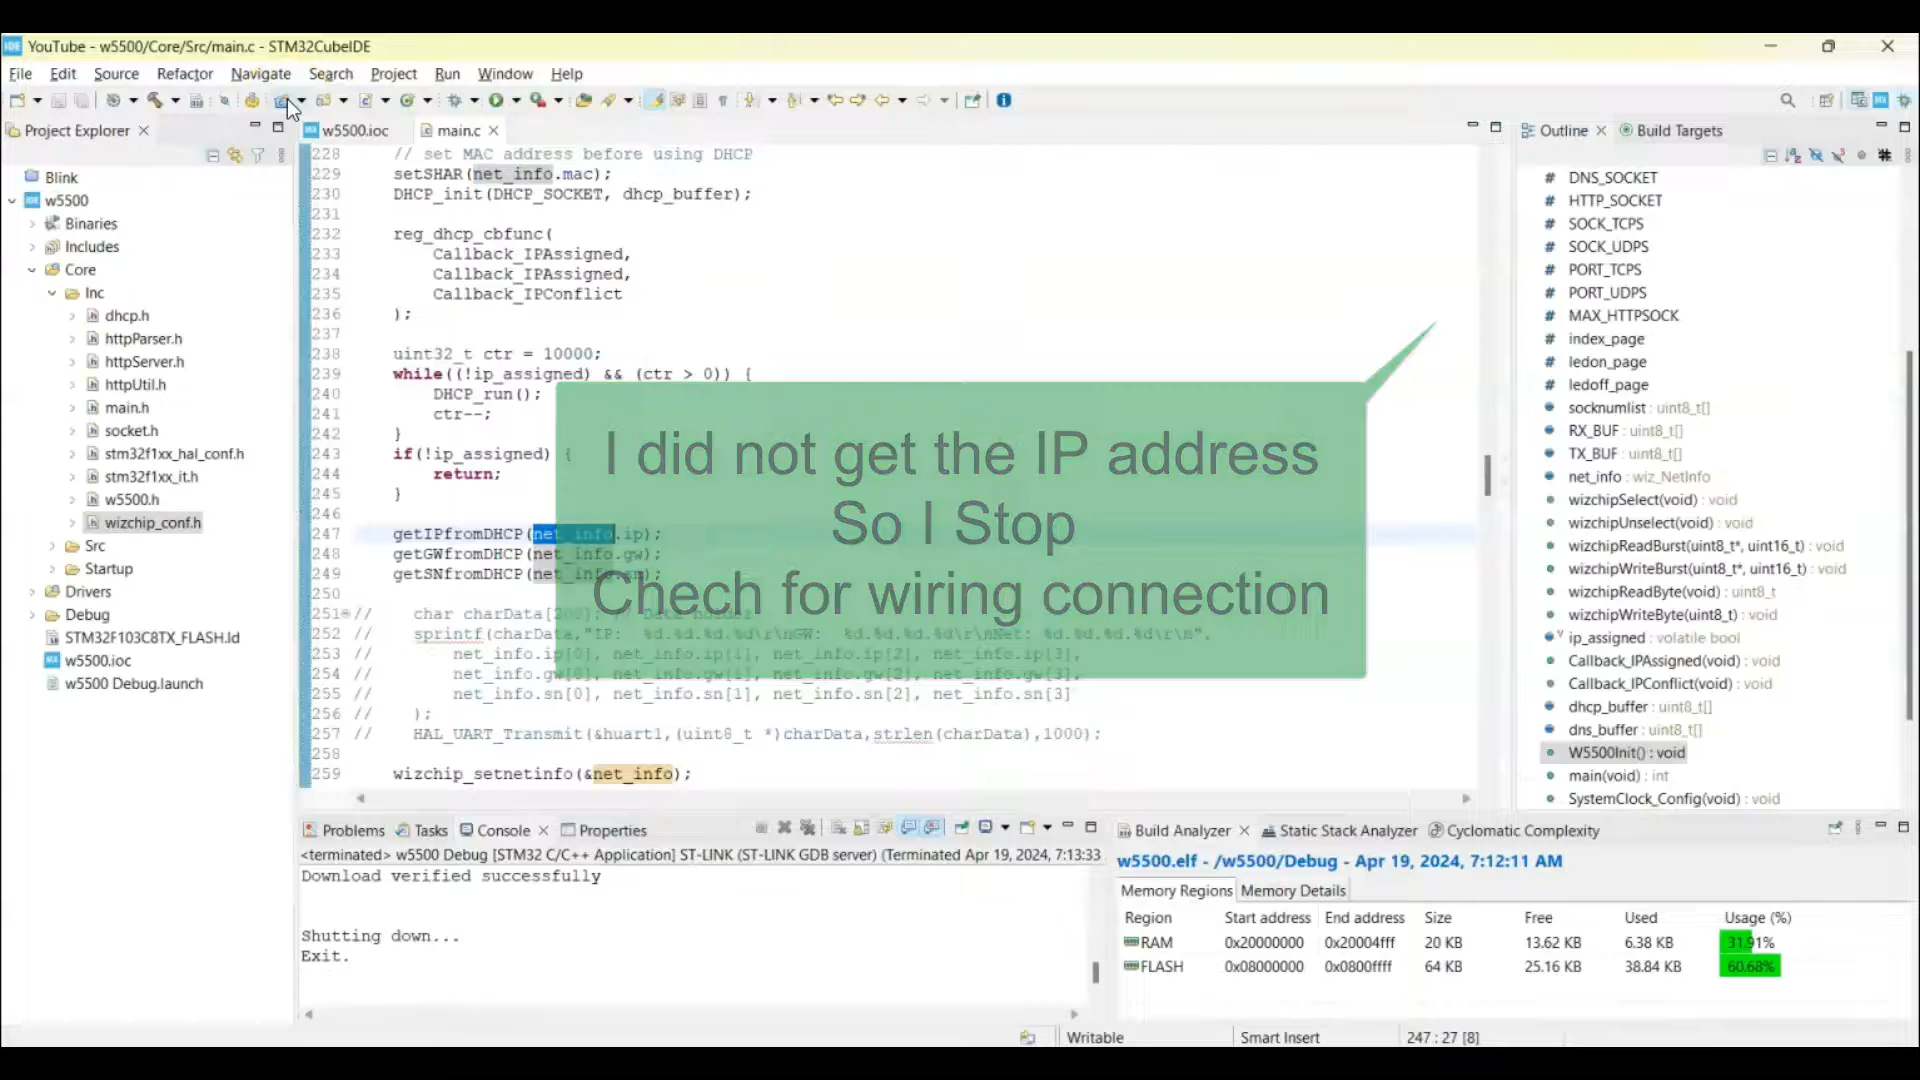 YouTube - w5500/Core/Src/main.c - STM32CubeIDE
File Edit Source Refactor Navigate Search Project Run Window Help
Project Explorer
w5500.ioc
main.c
Outline
Build Targets
Blink
w5500
Binaries
Includes
Core
Inc
dhcp.h
httpParser.h
httpServer.h
httpUtil.h
main.h
socket.h
stm32f1xx_hal_conf.h
stm32f1xx_it.h
w5500.h
wizchip_conf.h
Src
Startup
Drivers
Debug
STM32F103C8TX_FLASH.ld
w5500.ioc
w5500 Debug.launch
228 // set MAC address before using DHCP
229 setSHAR(net_info.mac);
230 DHCP_init(DHCP_SOCKET, dhcp_buffer);
231
232 reg_dhcp_cbfunc(
233 Callback_IPAssigned,
234 Callback_IPAssigned,
235 Callback_IPConflict
236 );
237
238 uint32_t ctr = 10000;
239 while((!ip_assigned) && (ctr > 0)) {
240 DHCP_run();
241 ctr--;
242 }
243 if(!ip_assigned) {
244 return;
245 }
246
247 getIPfromDHCP(net_info.ip);
248 getGWfromDHCP(net_info.gw);
249 getSNfromDHCP(net_info.sn);
250
251 // char charData[200]; // Data holder
252 // sprintf(charData,"IP: %d.%d.%d.%d\r\nGW: %d.%d.%d.%d\r\nNet: %d.%d.%d.%d\r\n",
253 // net_info.ip[0], net_info.ip[1], net_info.ip[2], net_info.ip[3],
254 // net_info.gw[0], net_info.gw[1], net_info.gw[2], net_info.gw[3],
255 // net_info.sn[0], net_info.sn[1], net_info.sn[2], net_info.sn[3]
256 // );
257 // HAL_UART_Transmit(&huart1,(uint8_t *)charData,strlen(charData),1000);
258
259 wizchip_setnetinfo(&net_info);
I did not get the IP address
So I Stop
Chech for wiring connection
DNS_SOCKET
HTTP_SOCKET
SOCK_TCPS
SOCK_UDPS
PORT_TCPS
PORT_UDPS
MAX_HTTPSOCK
index_page
ledon_page
ledoff_page
socknumlist : uint8_t[]
RX_BUF : uint8_t[]
TX_BUF : uint8_t[]
net_info : wiz_NetInfo
wizchipSelect(void) : void
wizchipUnselect(void) : void
wizchipReadBurst(uint8_t*, uint16_t) : void
wizchipWriteBurst(uint8_t*, uint16_t) : void
wizchipReadByte(void) : uint8_t
wizchipWriteByte(uint8_t) : void
ip_assigned : volatile bool
Callback_IPAssigned(void) : void
Callback_IPConflict(void) : void
dhcp_buffer : uint8_t[]
dns_buffer : uint8_t[]
W5500Init() : void
main(void) : int
SystemClock_Config(void) : void
Problems Tasks Console Properties
<terminated> w5500 Debug [STM32 C/C++ Application] ST-LINK (ST-LINK GDB server) (Terminated Apr 19, 2024, 7:13:33
Download verified successfully
Shutting down...
Exit.
Build Analyzer Static Stack Analyzer Cyclomatic Complexity
w5500.elf - /w5500/Debug - Apr 19, 2024, 7:12:11 AM
Memory Regions Memory Details
Region Start address End address Size Free Used Usage (%)
RAM 0x20000000 0x20004fff 20 KB 13.62 KB 6.38 KB 31.91%
FLASH 0x08000000 0x0800ffff 64 KB 25.16 KB 38.84 KB 60.68%
Writable
Smart Insert
247 : 27 [8]